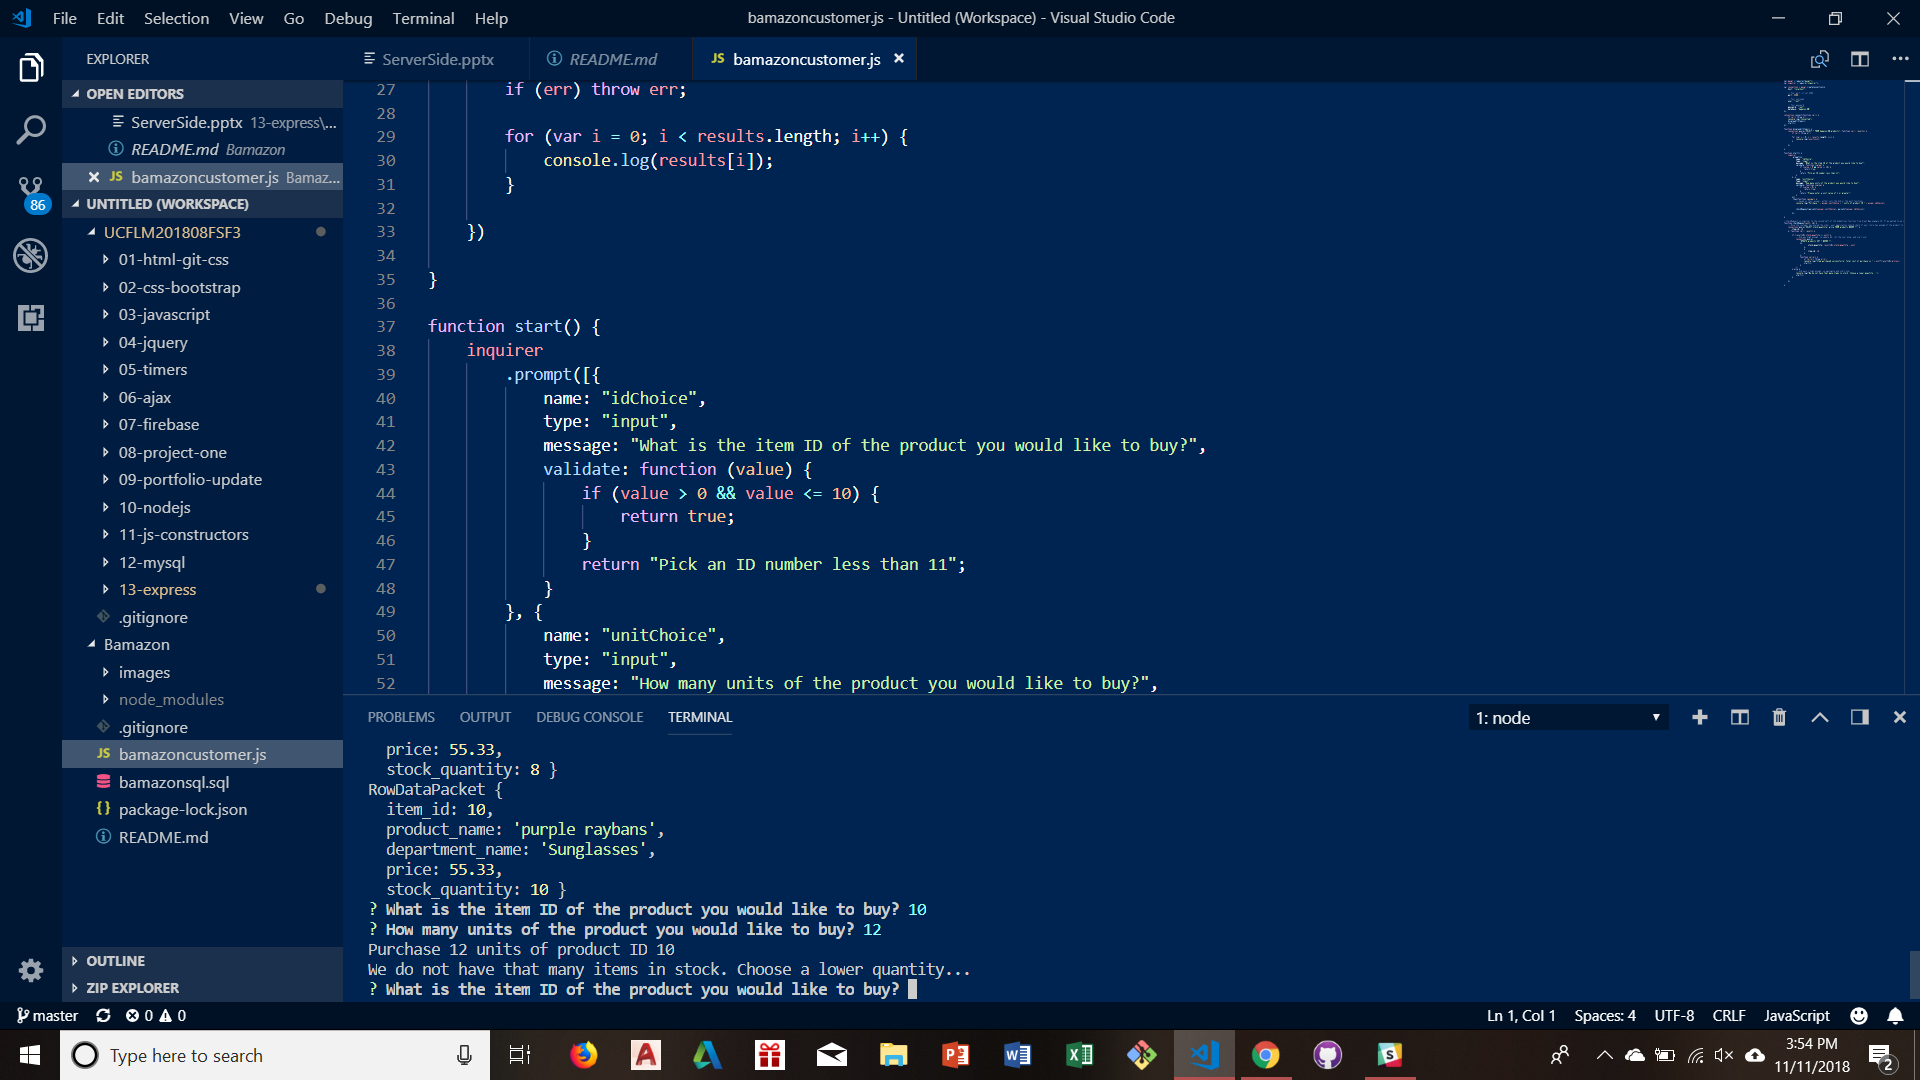 File Edit Selection View Go Debug Terminal Help
bamazoncustomer.js - Untitled (Workspace) - Visual Studio Code
EXPLORER
OPEN EDITORS
ServerSide.pptx 13-express\...
README.md Bamazon
JS bamazoncustomer.js Bamaz...
86
UNTITLED (WORKSPACE)
UCFLM201808FSF3
01-html-git-css
02-css-bootstrap
03-javascript
04-jquery
05-timers
06-ajax
07-firebase
08-project-one
09-portfolio-update
10-nodejs
11-js-constructors
12-mysql
13-express
.gitignore
Bamazon
images
node_modules
.gitignore
JS bamazoncustomer.js
bamazonsql.sql
{} package-lock.json
README.md
OUTLINE
ZIP EXPLORER
ServerSide.pptx README.md JS bamazoncustomer.js
27 if (err) throw err;
28
29 for (var i = 0; i < results.length; i++) {
30 console.log(results[i]);
31 }
32
33 })
34
35 }
36
37 function start() {
38 inquirer
39 .prompt([{
40 name: "idChoice",
41 type: "input",
42 message: "What is the item ID of the product you would like to buy?",
43 validate: function (value) {
44 if (value > 0 && value <= 10) {
45 return true;
46 }
47 return "Pick an ID number less than 11";
48 }
49 }, {
50 name: "unitChoice",
51 type: "input",
52 message: "How many units of the product you would like to buy?",
PROBLEMS OUTPUT DEBUG CONSOLE TERMINAL
1: node
price: 55.33,
stock_quantity: 8 }
RowDataPacket {
item_id: 10,
product_name: 'purple raybans',
department_name: 'Sunglasses',
price: 55.33,
stock_quantity: 10 }
? What is the item ID of the product you would like to buy? 10
? How many units of the product you would like to buy? 12
Purchase 12 units of product ID 10
We do not have that many items in stock. Choose a lower quantity...
? What is the item ID of the product you would like to buy?
master 0 0
Ln 1, Col 1 Spaces: 4 UTF-8 CRLF JavaScript
Type here to search
3:54 PM
11/11/2018
2